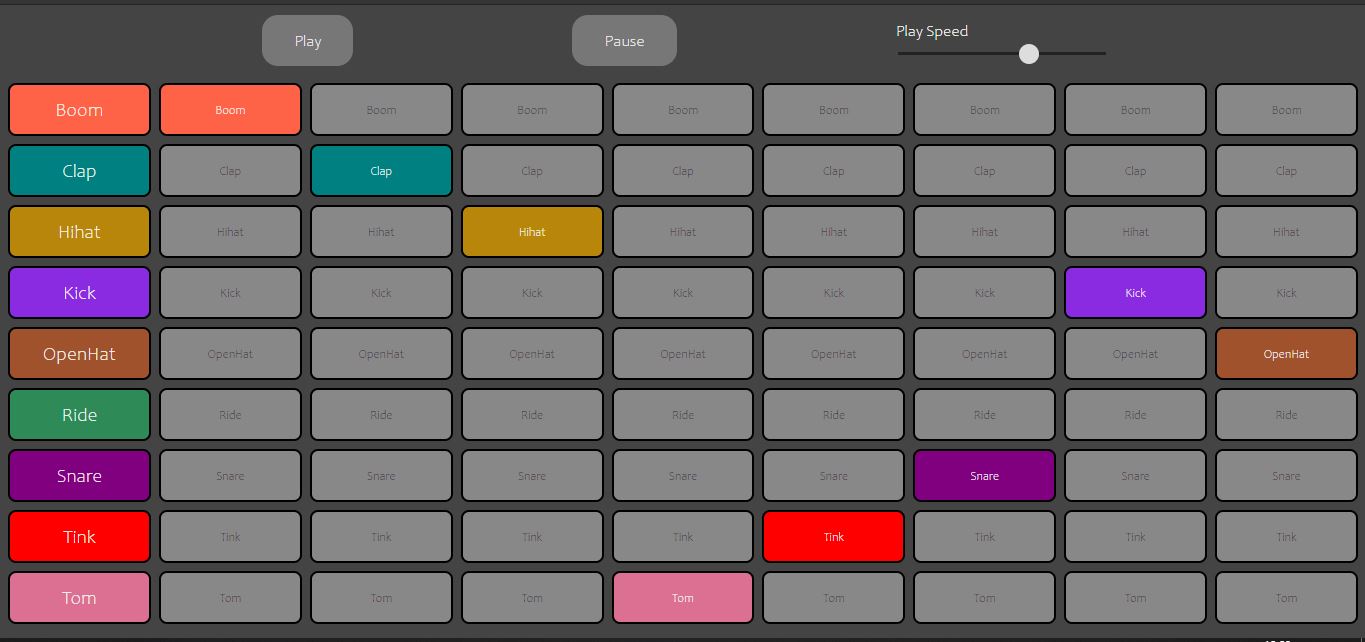 Play Pause Play Speed
Boom Boom Boom Boom Boom Boom Boom Boom Boom
Clap Clap Clap Clap Clap Clap Clap Clap Clap
Hihat Hihat Hihat Hihat Hihat Hihat Hihat Hihat Hihat
Kick Kick Kick Kick Kick Kick Kick Kick Kick
OpenHat OpenHat OpenHat OpenHat OpenHat OpenHat OpenHat OpenHat OpenHat
Ride Ride Ride Ride Ride Ride Ride Ride Ride
Snare Snare Snare Snare Snare Snare Snare Snare Snare
Tink Tink Tink Tink Tink Tink Tink Tink Tink
Tom Tom Tom Tom Tom Tom Tom Tom Tom